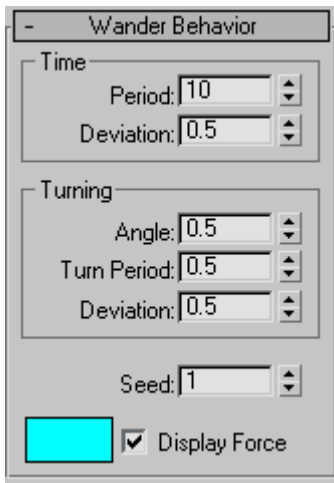 - Wander Behavior
Time
Period: 10
Deviation: 0.5
Turning
Angle: 0.5
Turn Period: 0.5
Deviation: 0.5
Seed: 1
Display Force